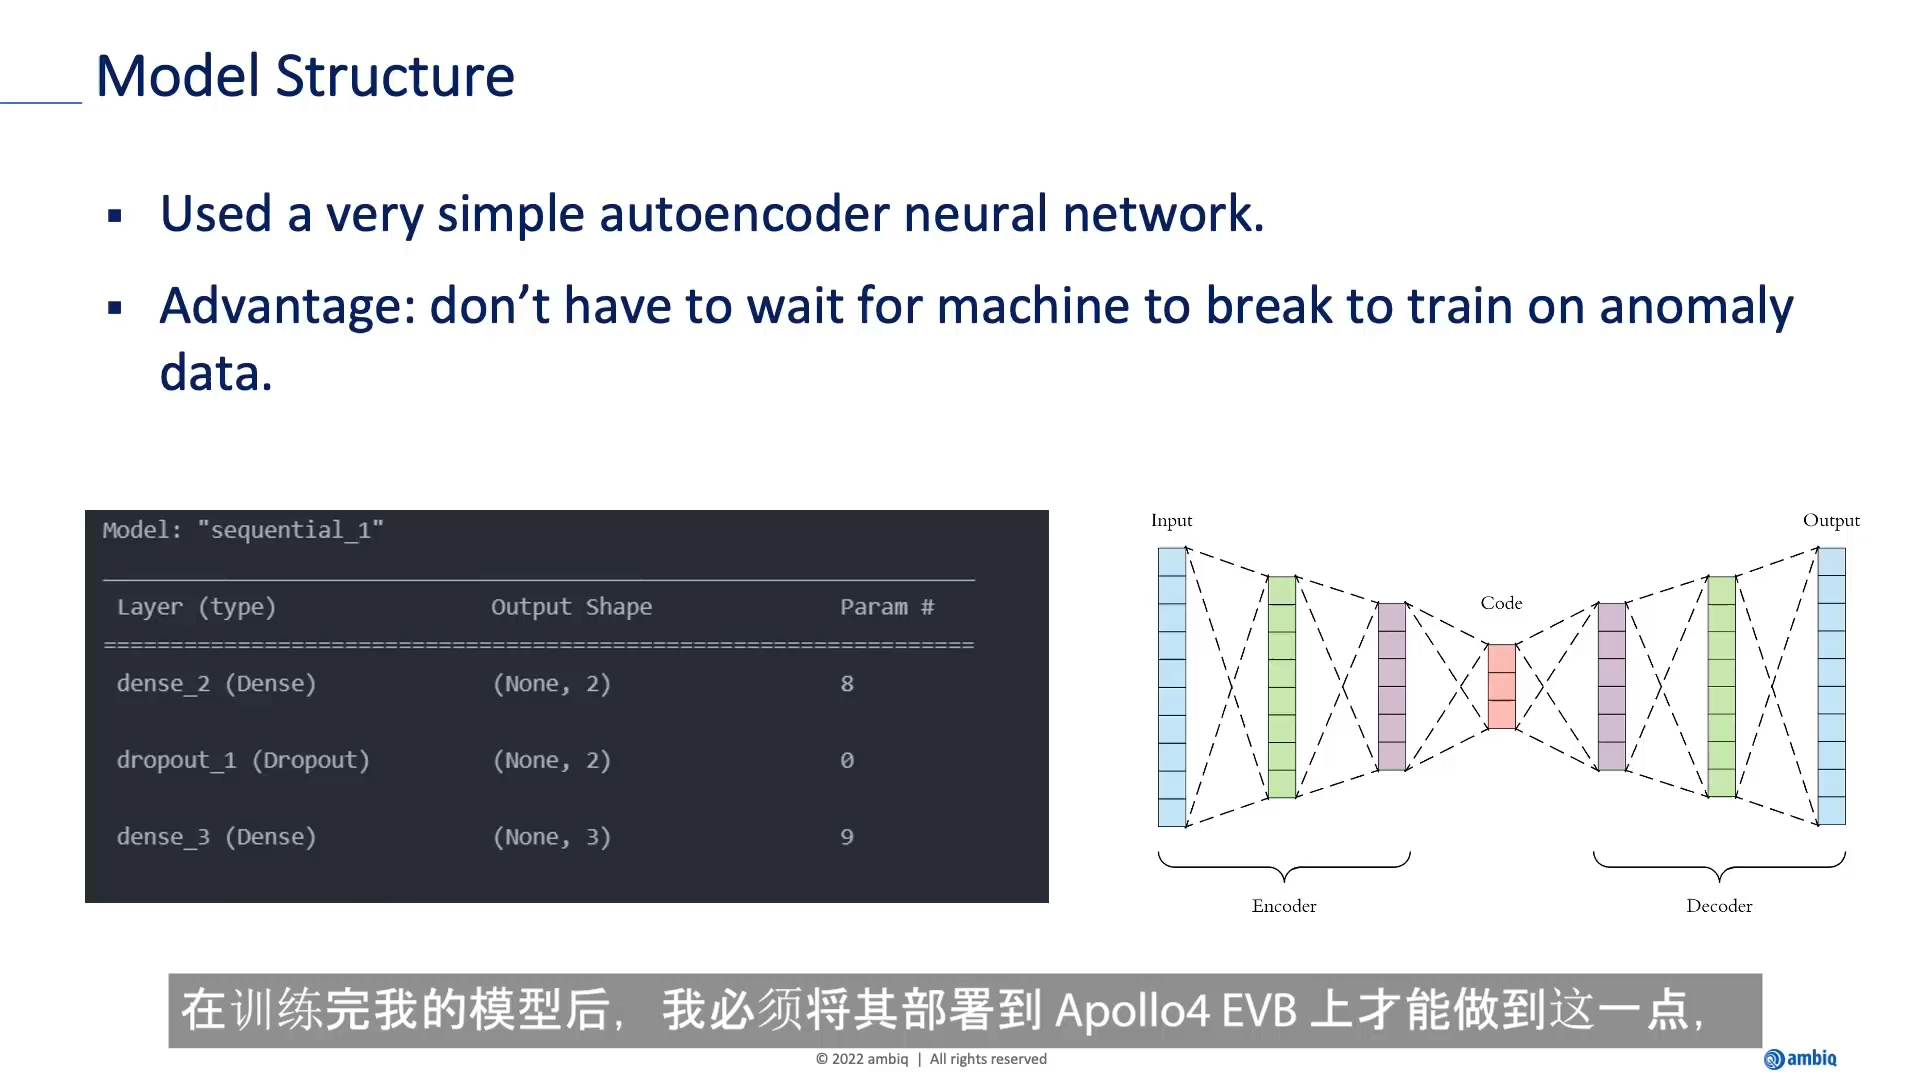 Model Structure
▪ Used a very simple autoencoder neural network.
▪ Advantage: don’t have to wait for machine to break to train on anomaly
data.
Model: "sequential_1"
Layer (type) Output Shape Param #
=================================================================
dense_2 (Dense) (None, 2) 8
dropout_1 (Dropout) (None, 2) 0
dense_3 (Dense) (None, 3) 9
Input
Output
Code
Encoder
Decoder
在训练完我的模型后，我必须将其部署到 Apollo4 EVB 上才能做到这一点，
© 2022 ambiq | All rights reserved
ambiq